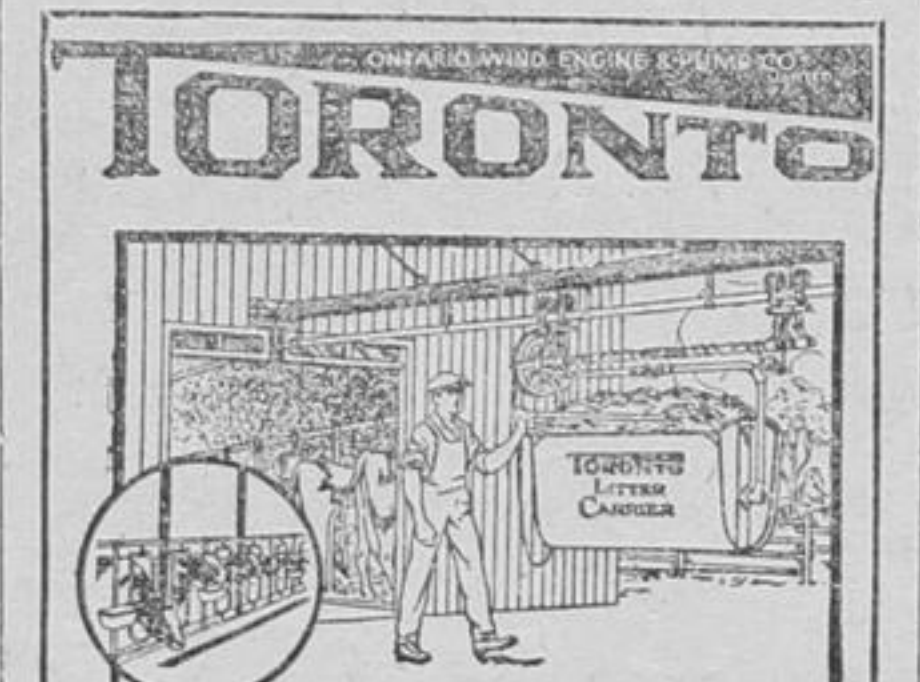 ONTARIO WIND ENGINE & PUMP CO
LIMITED
TORONTO
TORONTO
LITTER
CARRIER